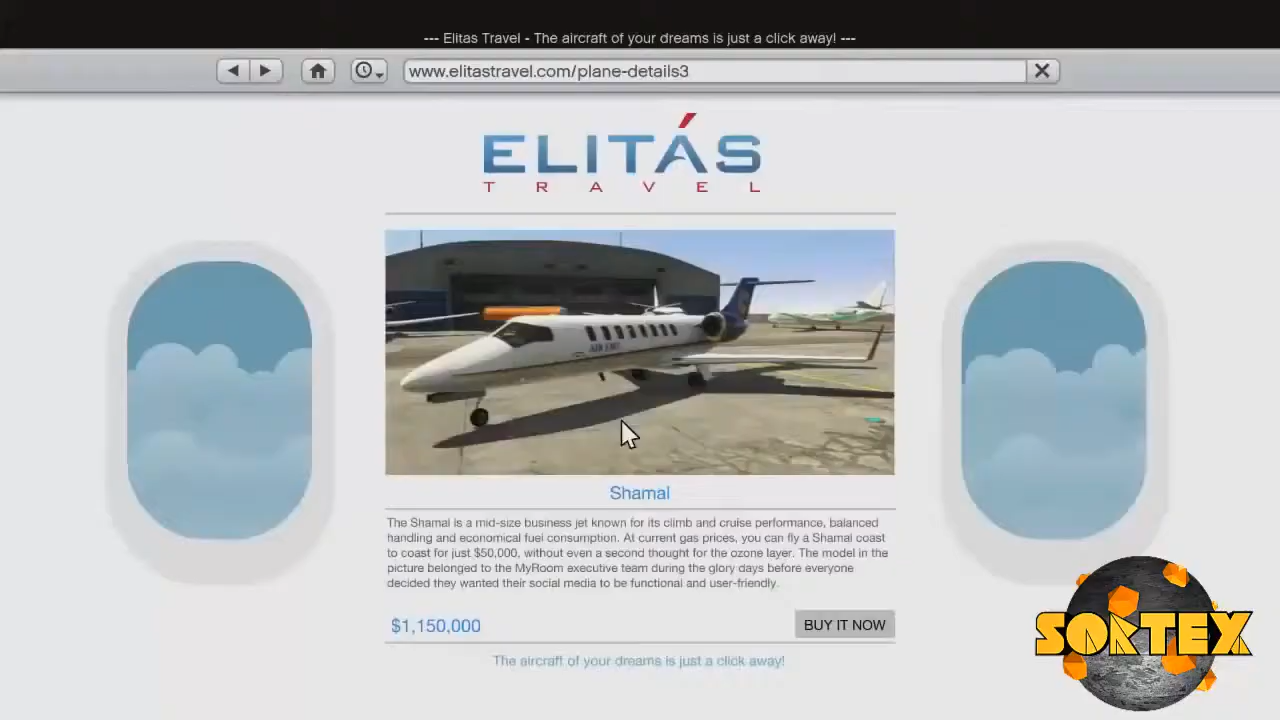 --- Elitas Travel - The aircraft of your dreams is just a click away! ---
www.elitastravel.com/plane-details3
ELITÁS
TRAVEL
Shamal
The Shamal is a mid-size business jet known for its climb and cruise performance, balanced
handling and economical fuel consumption. At current gas prices, you can fly a Shamal coast
to coast for just $50,000, without even a second thought for the ozone layer. The model in the
picture belonged to the MyRoom executive team during the glory days before everyone
decided they wanted their social media to be functional and user-friendly.
$1,150,000
BUY IT NOW
The aircraft of your dreams is just a click away!
SORTEX